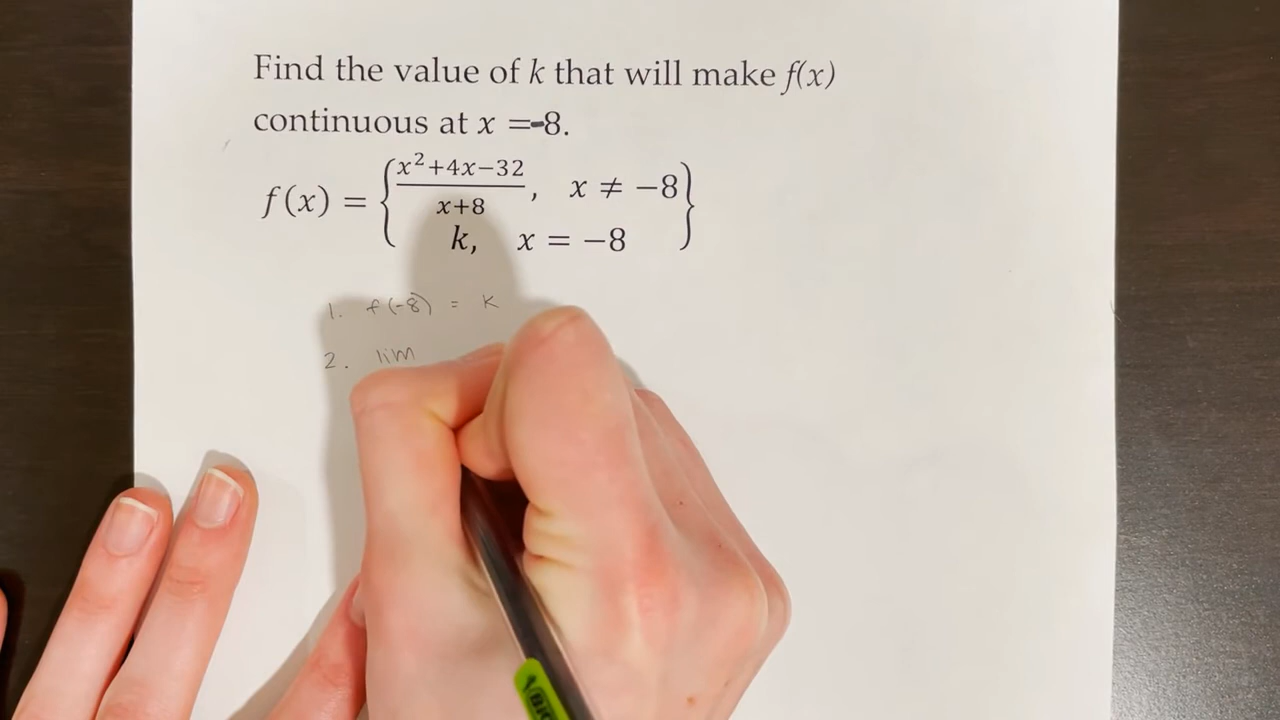 Find the value of k that will make f(x)
continuous at x =-8.
f(x) = { x²+4x−32 / x+8, x ≠ −8
k, x = −8 }
1. f(-8) = k
2. lim
BIC